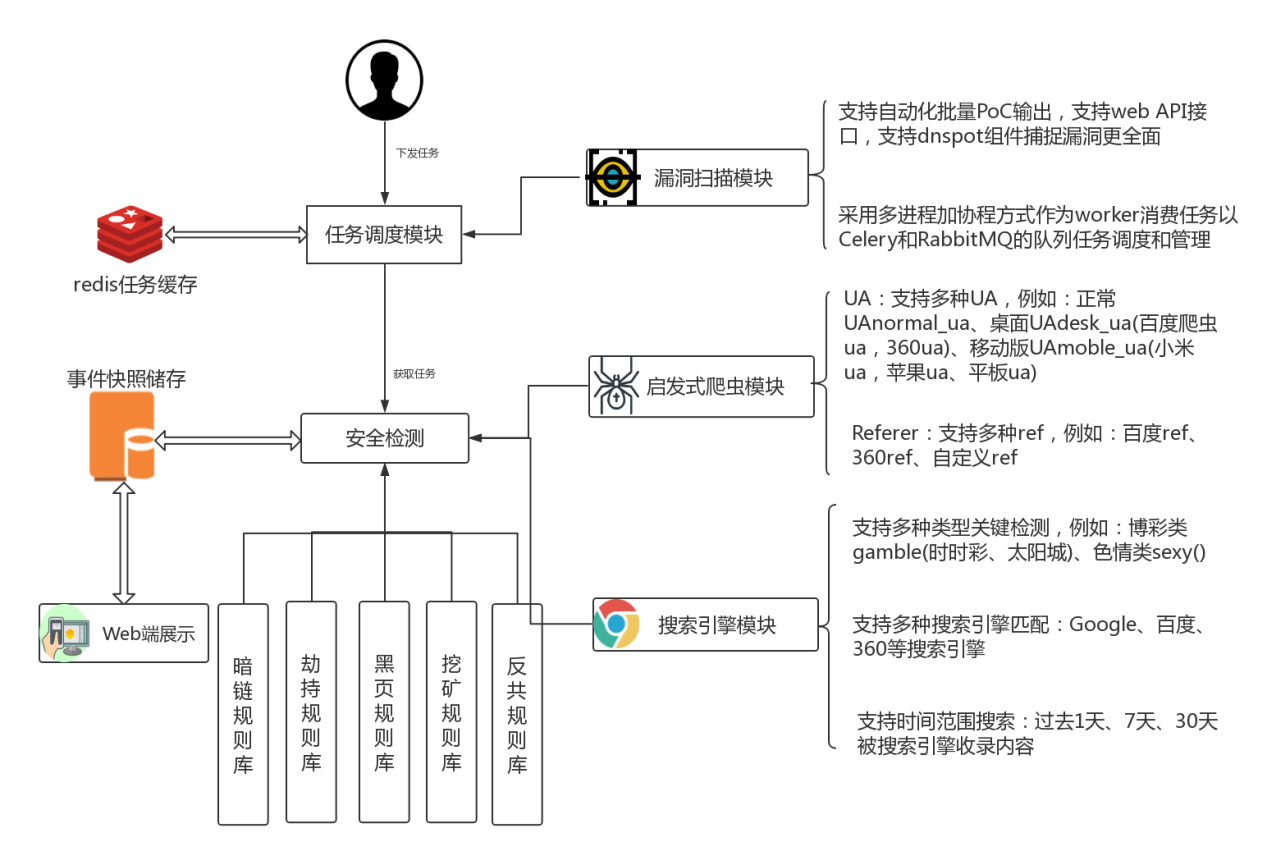 下发任务
任务调度模块
redis任务缓存
漏洞扫描模块
支持自动化批量PoC输出，支持web API接
口，支持dnspot组件捕捉漏洞更全面
采用多进程加协程方式作为worker消费任务以
Celery和RabbitMQ的队列任务调度和管理
获取任务
事件快照储存
安全检测
启发式爬虫模块
UA：支持多种UA，例如：正常
UAnormal_ua、桌面UAdesk_ua(百度爬虫
ua，360ua)、移动版UAmoble_ua(小米
ua，苹果ua、平板ua)
Referer：支持多种ref，例如：百度ref、
360ref、自定义ref
Web端展示
暗链规则库
劫持规则库
黑页规则库
挖矿规则库
反共规则库
搜索引擎模块
支持多种类型关键检测，例如：博彩类
gamble(时时彩、太阳城)、色情类sexy()
支持多种搜索引擎匹配：Google、百度、
360等搜索引擎
支持时间范围搜索：过去1天、7天、30天
被搜索引擎收录内容